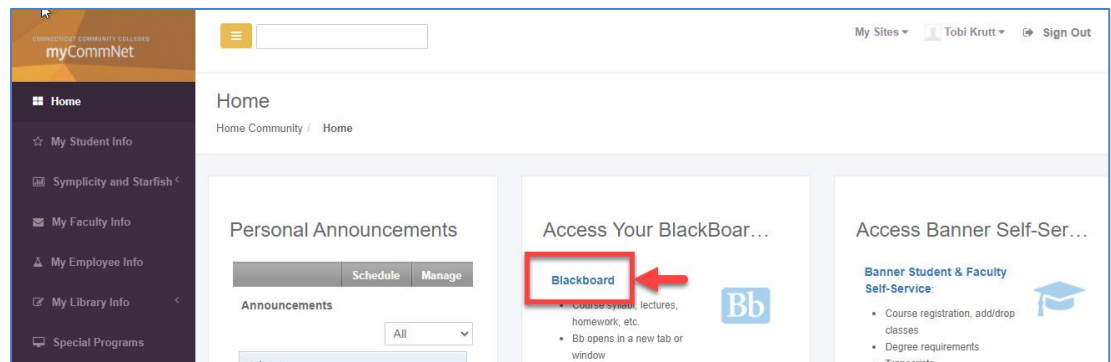 CONNECTICUT COMMUNITY COLLEGES
myCommNet
My Sites
Tobi Krutt
Sign Out
Home
My Student Info
Symplicity and Starfish
My Faculty Info
My Employee Info
My Library Info
Special Programs
Home
Home Community / Home
Personal Announcements
Schedule Manage
Announcements
All
Access Your BlackBoar...
Blackboard
Course syllabi, lectures,
homework, etc.
Bb opens in a new tab or
window
Bb
Access Banner Self-Ser...
Banner Student & Faculty
Self-Service:
Course registration, add/drop
classes
Degree requirements